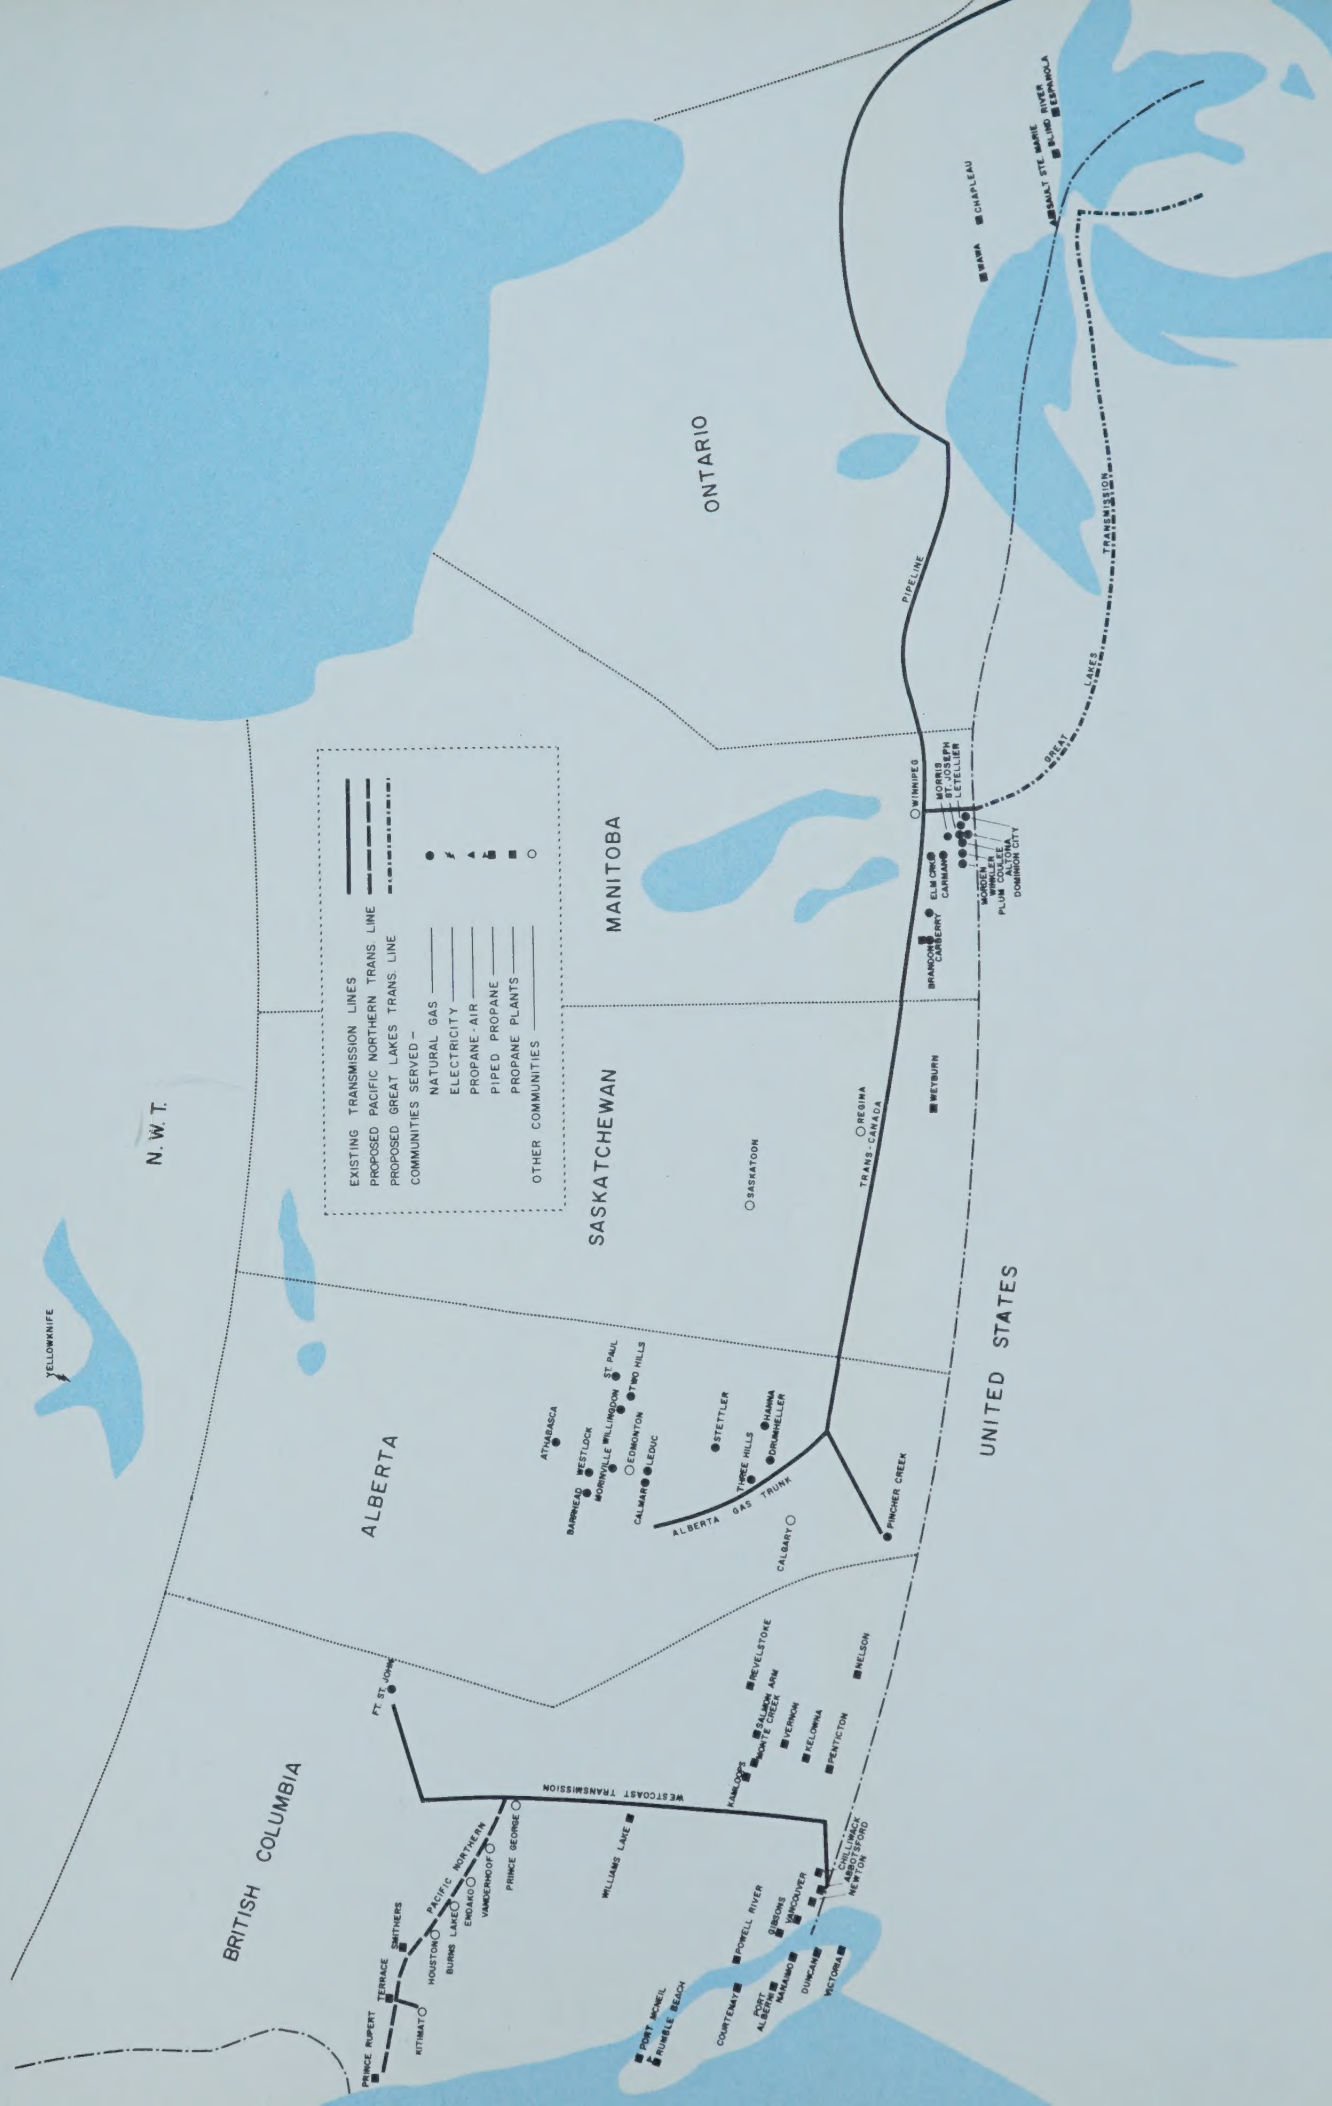 N. W. T.
YELLOWKNIFE
BRITISH COLUMBIA
ALBERTA
SASKATCHEWAN
MANITOBA
ONTARIO
UNITED STATES
EXISTING TRANSMISSION LINES
PROPOSED PACIFIC NORTHERN TRANS. LINE
PROPOSED GREAT LAKES TRANS. LINE
COMMUNITIES SERVED –
NATURAL GAS
ELECTRICITY
PROPANE - AIR
PIPED PROPANE
PROPANE PLANTS
OTHER COMMUNITIES
FT. ST. JOHN
PRINCE RUPERT
TERRACE
SMITHERS
PACIFIC NORTHERN
KITIMAT
HOUSTON
BURNS LAKE
ENDAKO
VANDERHOOF
PRINCE GEORGE
WESTCOAST TRANSMISSION
WILLIAMS LAKE
PORT MCNEIL
RUMBLE BEACH
COURTENAY
POWELL RIVER
PORT
ALBERNI
NANAIMO
DUNCAN
VICTORIA
GIBSONS
VANCOUVER
CHILLIWACK
ABBOTSFORD
NEWTON
KAMLOOPS
MONTE CREEK
SALMON ARM
REVELSTOKE
VERNON
KELOWNA
PENTICTON
NELSON
ATHABASCA
WESTLOCK
BARRHEAD
MORINVILLE
WILLINGDON
ST. PAUL
TWO HILLS
EDMONTON
LEDUC
CALMAR
STETTLER
THREE HILLS
HANNA
DRUMHELLER
ALBERTA GAS TRUNK
CALGARY
PINCHER CREEK
SASKATOON
REGINA
TRANS - CANADA
WEYBURN
BRANDON
CARBERRY
ELM CRK
CARMAN
WINNIPEG
MORRIS
ST. JOSEPH
LETELLIER
MORDEN
WINKLER
PLUM COULEE
ALTONA
DOMINION CITY
PIPELINE
GREAT LAKES TRANSMISSION
WAWA
CHAPLEAU
SAULT STE. MARIE
BLIND RIVER
ESPANOLA